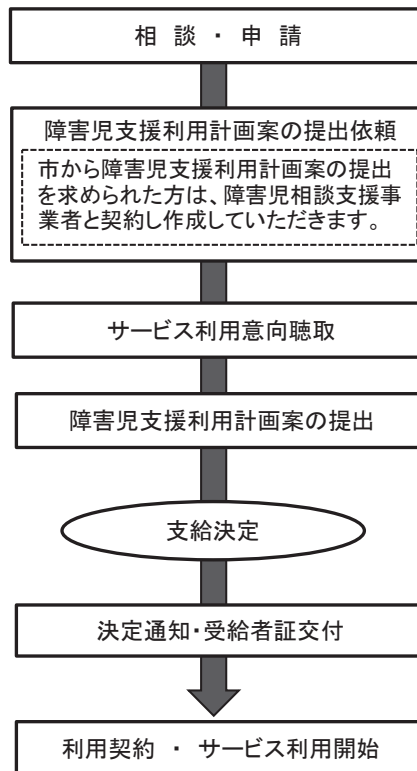 相 談 ・ 申 請
障害児支援利用計画案の提出依頼
市から障害児支援利用計画案の提出
を求められた方は、障害児相談支援事
業者と契約し作成していただきます。
サービス利用意向聴取
障害児支援利用計画案の提出
支給決定
決定通知・受給者証交付
利用契約 ・ サービス利用開始